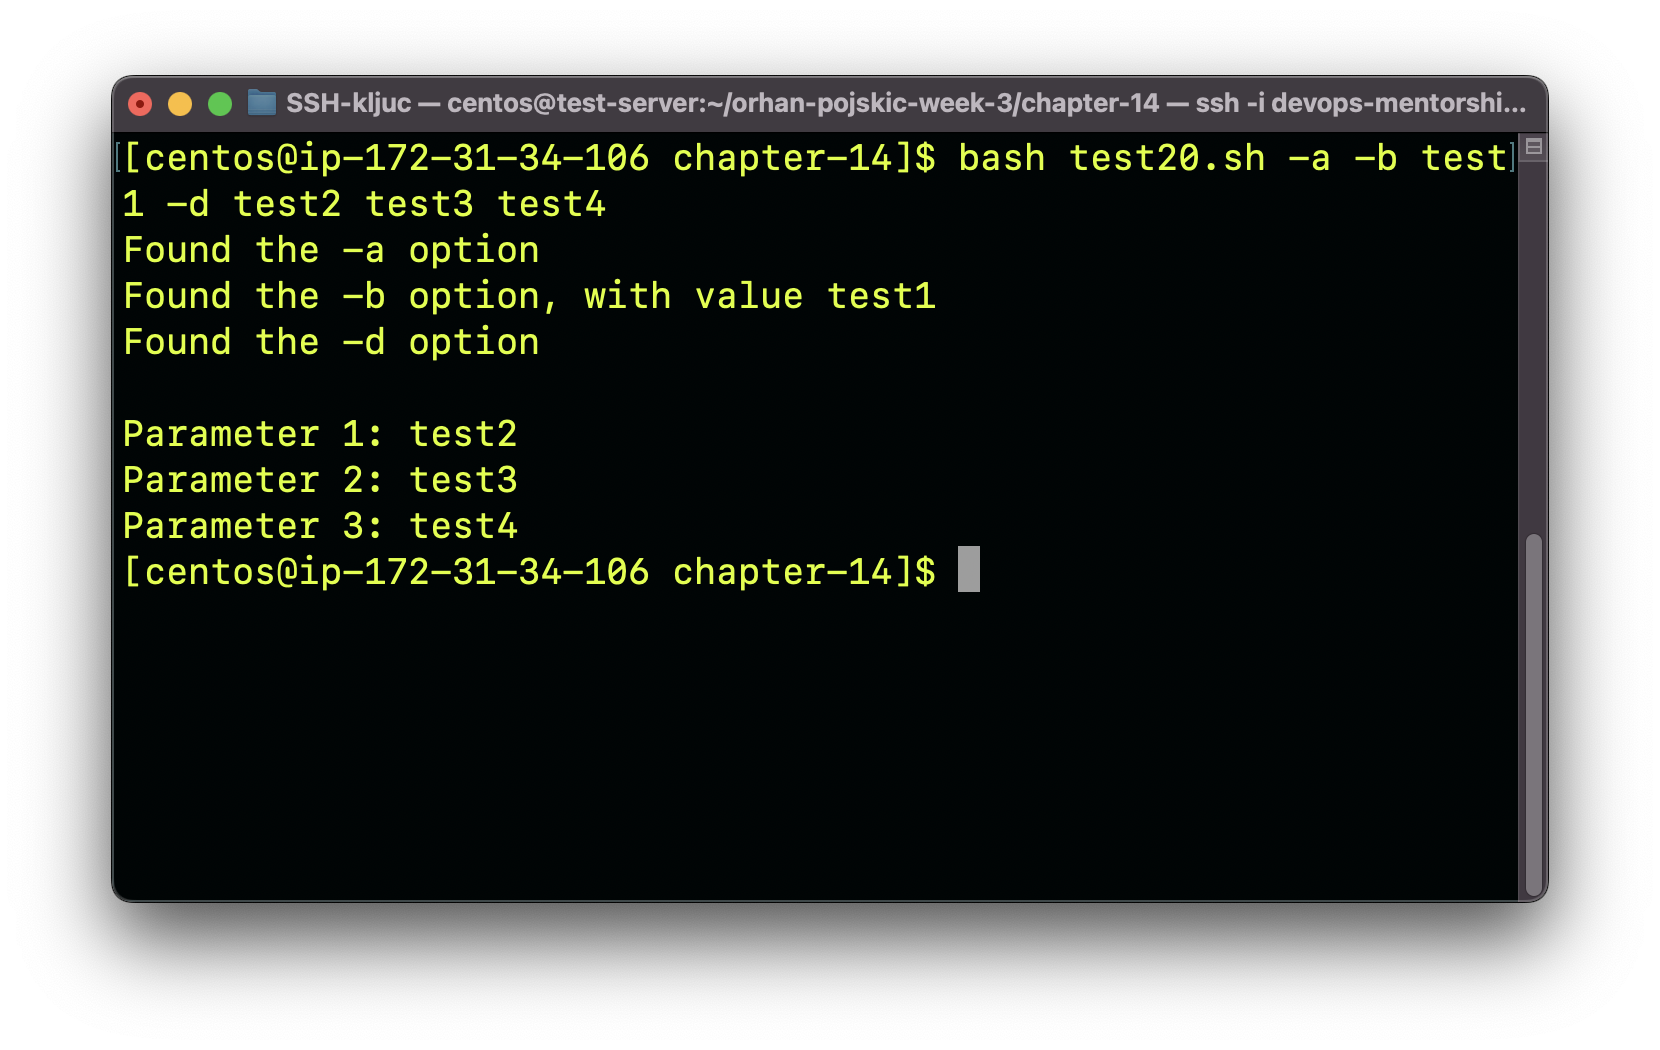 SSH-kljuc — centos@test-server:~/orhan-pojskic-week-3/chapter-14 — ssh -i devops-mentorshi...
[centos@ip-172-31-34-106 chapter-14]$ bash test20.sh -a -b test
1 -d test2 test3 test4
Found the -a option
Found the -b option, with value test1
Found the -d option
Parameter 1: test2
Parameter 2: test3
Parameter 3: test4
[centos@ip-172-31-34-106 chapter-14]$